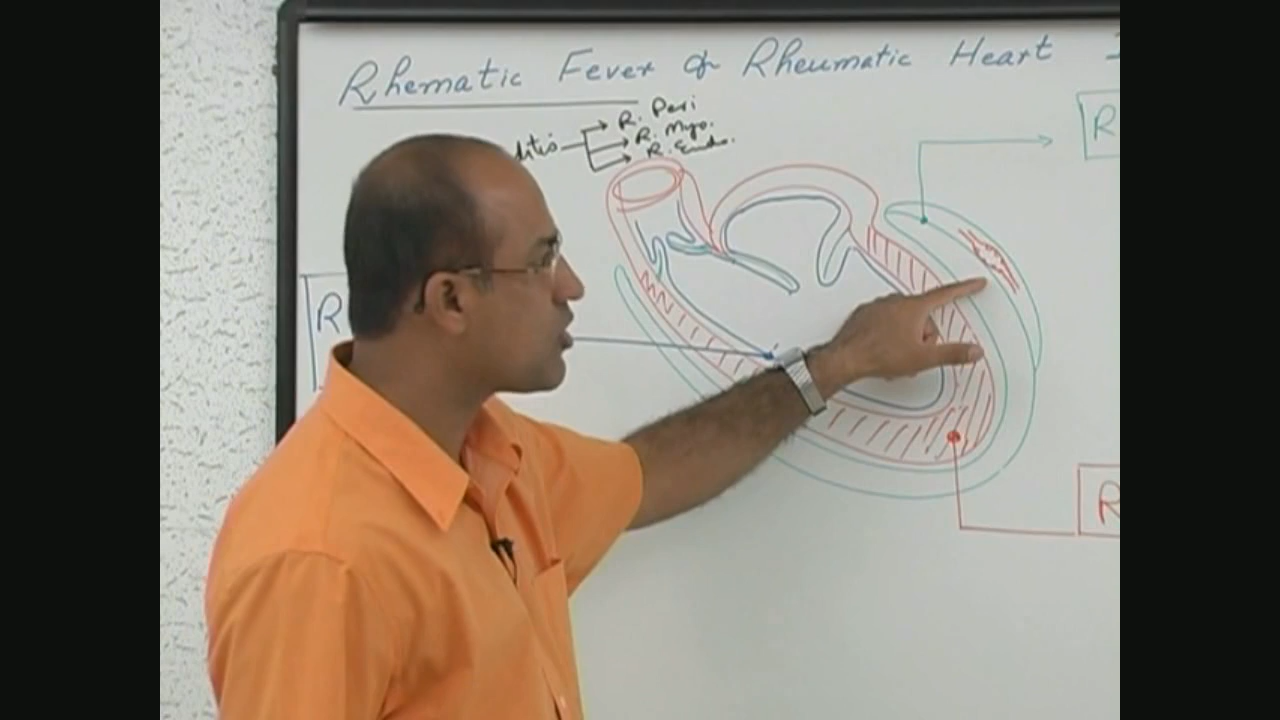 Rhematic Fever & Rheumatic Heart
R. Peri
R. Myo.
R. Endo.
R
R
R